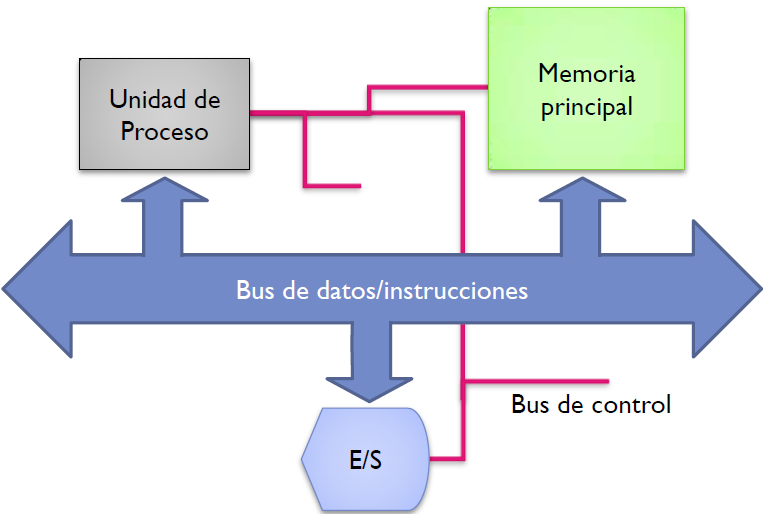 Unidad de
Proceso
Memoria
principal
Bus de datos/instrucciones
Bus de control
E/S